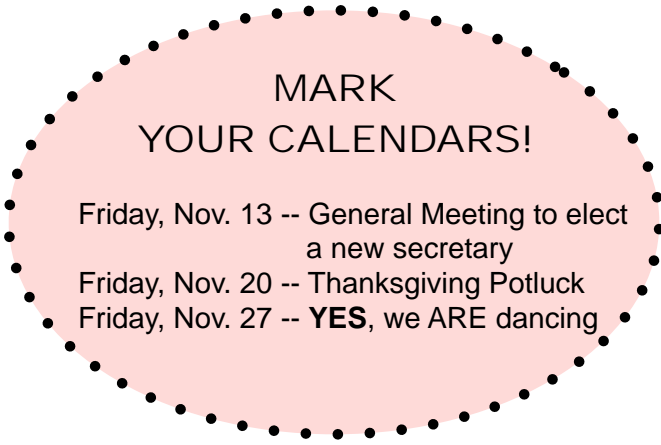 MARK
YOUR CALENDARS!
Friday, Nov. 13 -- General Meeting to elect
a new secretary
Friday, Nov. 20 -- Thanksgiving Potluck
Friday, Nov. 27 -- YES, we ARE dancing